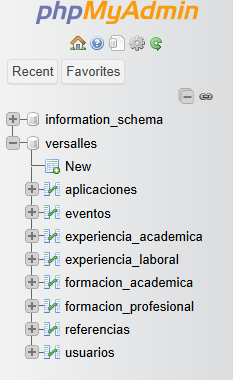 phpMyAdmin
Recent Favorites
information_schema
versalles
New
aplicaciones
eventos
experiencia_academica
experiencia_laboral
formacion_academica
formacion_profesional
referencias
usuarios